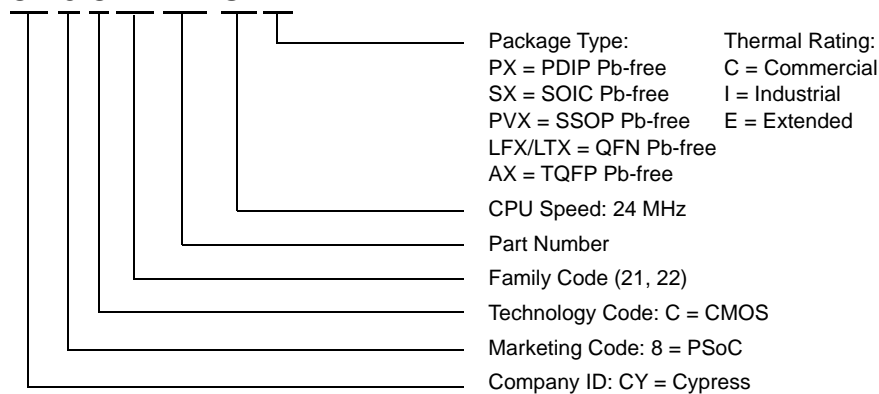 Package Type:
PX = PDIP Pb-free
SX = SOIC Pb-free
PVX = SSOP Pb-free
LFX/LTX = QFN Pb-free
AX = TQFP Pb-free
Thermal Rating:
C = Commercial
I = Industrial
E = Extended
CPU Speed: 24 MHz
Part Number
Family Code (21, 22)
Technology Code: C = CMOS
Marketing Code: 8 = PSoC
Company ID: CY = Cypress